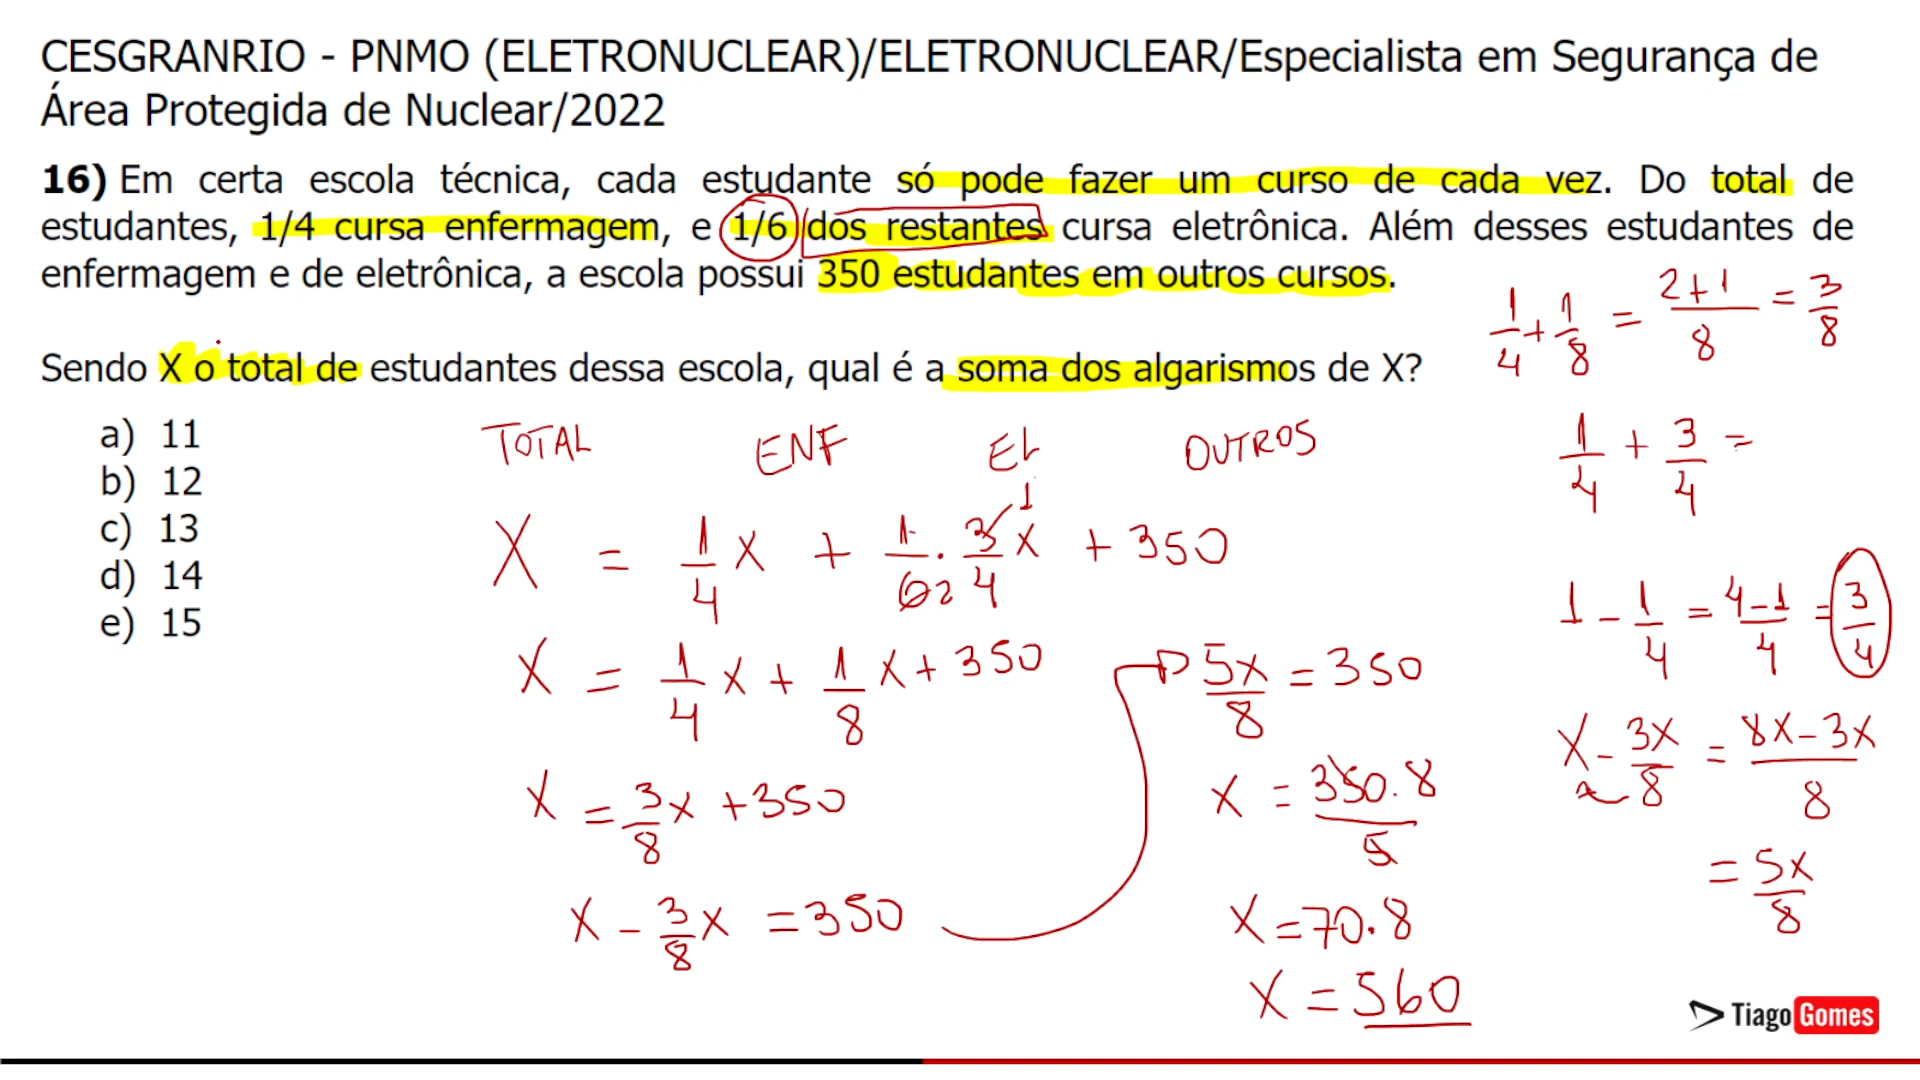 CESGRANRIO - PNMO (ELETRONUCLEAR)/ELETRONUCLEAR/Especialista em Segurança de
Área Protegida de Nuclear/2022
16) Em certa escola técnica, cada estudante só pode fazer um curso de cada vez. Do total de
estudantes, 1/4 cursa enfermagem, e 1/6 dos restantes cursa eletrônica. Além desses estudantes de
enfermagem e de eletrônica, a escola possui 350 estudantes em outros cursos.
Sendo X o total de estudantes dessa escola, qual é a soma dos algarismos de X?
a) 11
b) 12
c) 13
d) 14
e) 15
TOTAL ENF EL OUTROS
X = 1/4 X + 1/6 2 . 3/4 X 1 + 350
X = 1/4 X + 1/8 X + 350
X = 3/8 X + 350
X - 3/8 X = 350
5X/8 = 350
X = 350.8/5
X = 70.8
X = 560
1/4 + 1/8 = 2+1/8 = 3/8
1/4 + 3/4 =
1 - 1/4 = 4-1/4 = 3/4
X - 3X/8 = 8X-3X/8
= 5X/8
Tiago Gomes